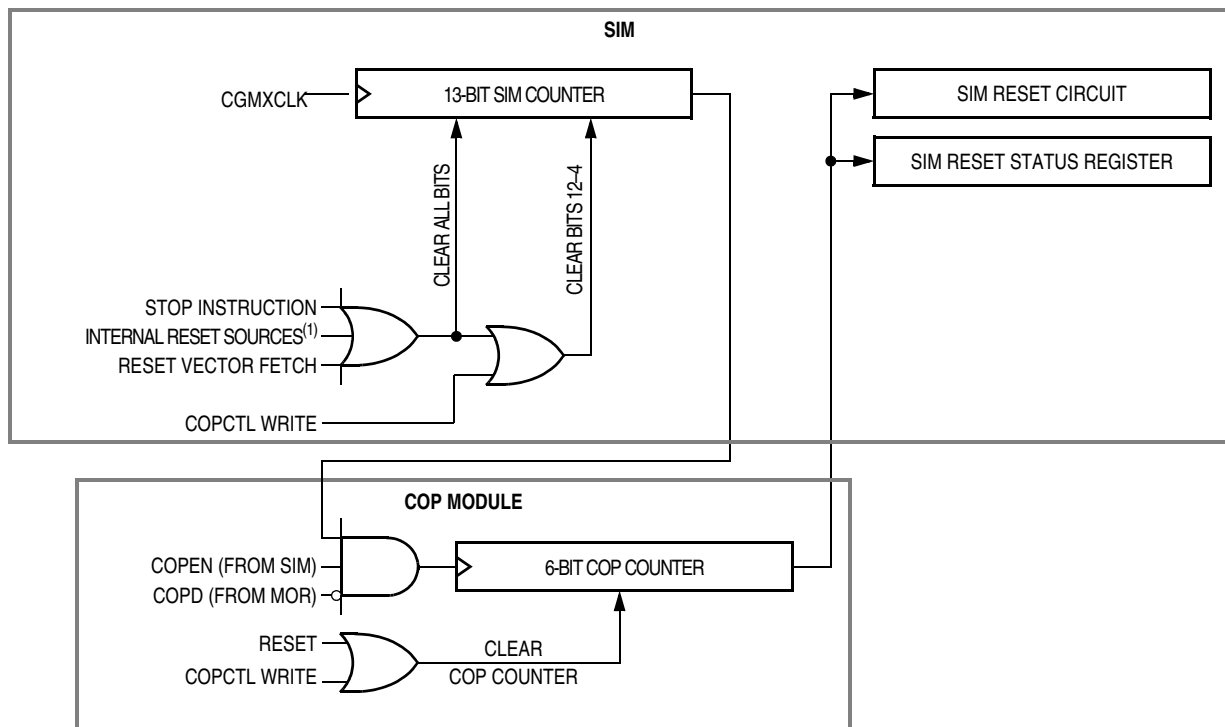 SIM
CGMXCLK
13-BIT SIM COUNTER
SIM RESET CIRCUIT
SIM RESET STATUS REGISTER
CLEAR ALL BITS
CLEAR BITS 12–4
STOP INSTRUCTION
INTERNAL RESET SOURCES(1)
RESET VECTOR FETCH
COPCTL WRITE
COP MODULE
COPEN (FROM SIM)
6-BIT COP COUNTER
COPD (FROM MOR)
RESET
CLEAR
COP COUNTER
COPCTL WRITE